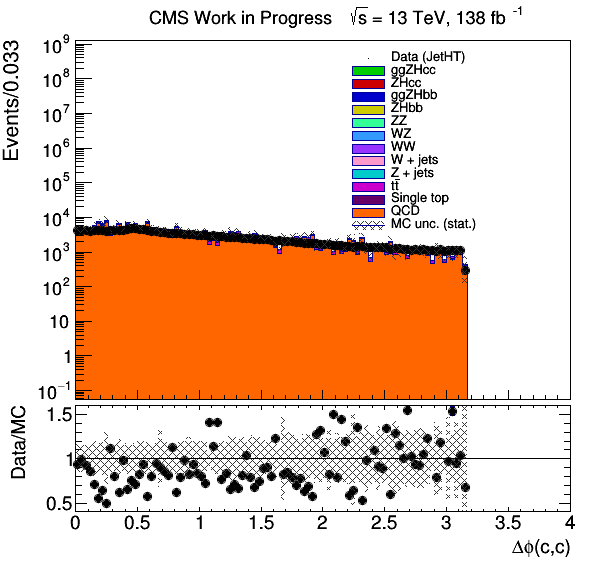 CMS Work in Progress √s = 13 TeV, 138 fb⁻¹
Events/0.033
10⁹
10⁸
10⁷
10⁶
10⁵
10⁴
10³
10²
10
1
10⁻¹
Data (JetHT)
ggZHcc
ZHcc
ggZHbb
ZHbb
ZZ
WZ
WW
W + jets
Z + jets
tt̅
Single top
QCD
MC unc. (stat.)
Data/MC
1.5
1
0.5
0 0.5 1 1.5 2 2.5 3 3.5 4
Δϕ(c,c)